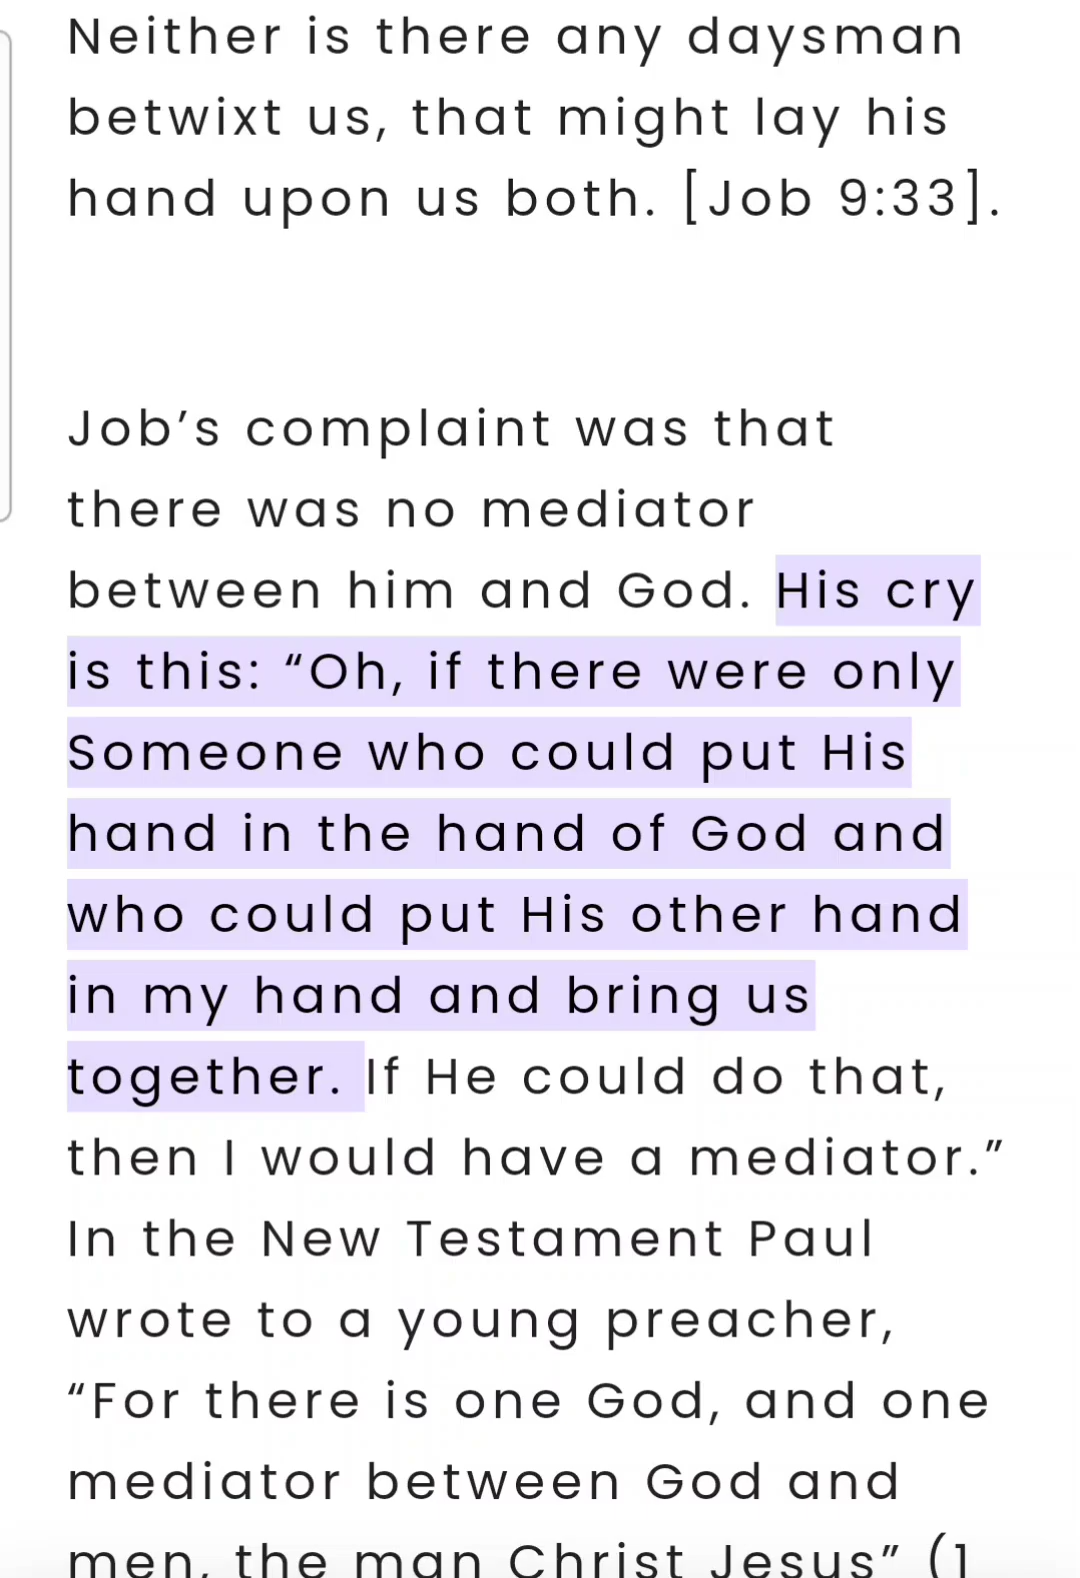 Neither is there any daysman
betwixt us, that might lay his
hand upon us both. [Job 9:33].
Job’s complaint was that
there was no mediator
between him and God. His cry
is this: “Oh, if there were only
Someone who could put His
hand in the hand of God and
who could put His other hand
in my hand and bring us
together. If He could do that,
then I would have a mediator.”
In the New Testament Paul
wrote to a young preacher,
“For there is one God, and one
mediator between God and
men, the man Christ Jesus” (1